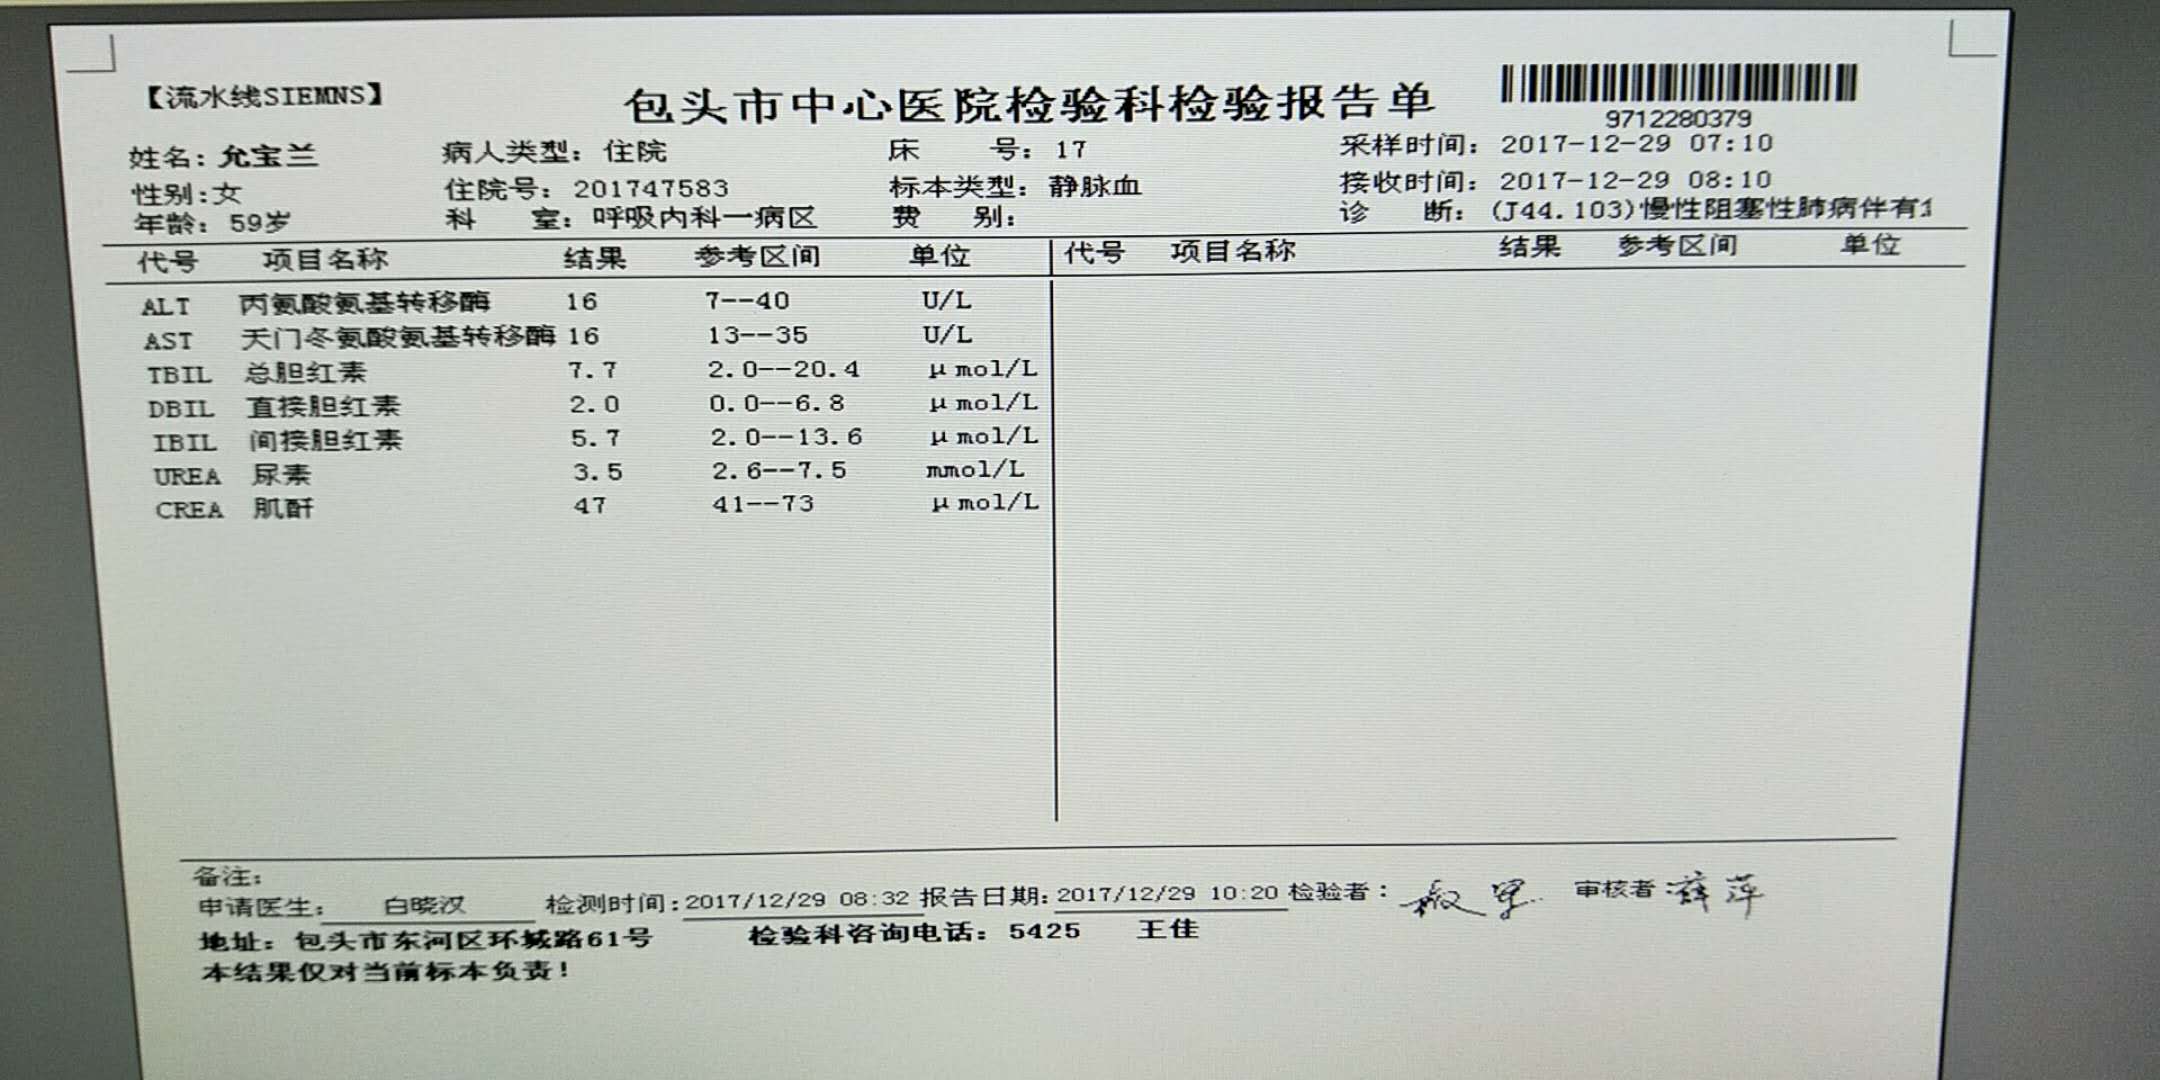 【流水线SIEMNS】
包头市中心医院检验科检验报告单
9712280379
姓名：允宝兰 病人类型：住院 床 号：17 采样时间：2017-12-29 07:10
性别：女 住院号：201747583 标本类型：静脉血 接收时间：2017-12-29 08:10
年龄：59岁 科 室：呼吸内科一病区 费 别： 诊 断：(J44.103)慢性阻塞性肺病伴有
代号 项目名称 结果 参考区间 单位 代号 项目名称 结果 参考区间 单位
ALT 丙氨酸氨基转移酶 16 7--40 U/L
AST 天门冬氨酸氨基转移酶 16 13--35 U/L
TBIL 总胆红素 7.7 2.0--20.4 μmol/L
DBIL 直接胆红素 2.0 0.0--6.8 μmol/L
IBIL 间接胆红素 5.7 2.0--13.6 μmol/L
UREA 尿素 3.5 2.6--7.5 mmol/L
CREA 肌酐 47 41--73 μmol/L
备注：
申请医生： 白晓汉 检测时间：2017/12/29 08:32 报告日期：2017/12/29 10:20 检验者： 审核者：薛萍
地址：包头市东河区环城路61号 检验科咨询电话：5425 王佳
本结果仅对当前标本负责！